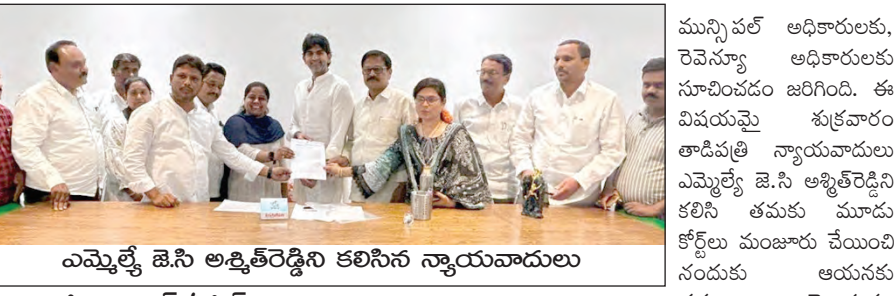 ఎమ్మెల్యే జె.సి అశ్మిత్‌రెడ్డిని కలిసిన న్యాయవాదులు
మున్సిపల్ అధికారులకు,
రెవెన్యూ అధికారులకు
సూచించడం జరిగింది. ఈ
విషయమై శుక్రవారం
తాడిపత్రి న్యాయవాదులు
ఎమ్మెల్యే జె.సి అశ్మిత్‌రెడ్డిని
కలిసి తమకు మూడు
కోర్ట్‌లు మంజూరు చేయించి
నందుకు ఆయనకు